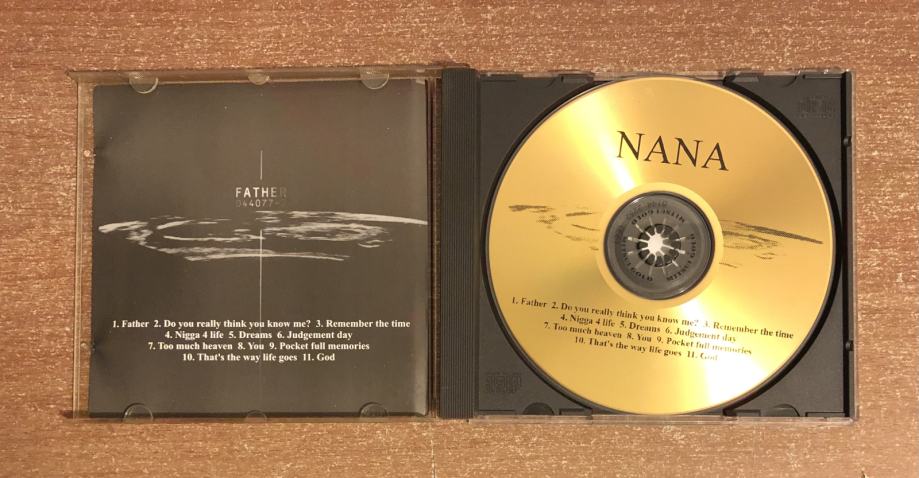 FATHER
044077-2
1. Father 2. Do you really think you know me? 3. Remember the time
4. Nigga 4 life 5. Dreams 6. Judgement day
7. Too much heaven 8. You 9. Pocket full memories
10. That's the way life goes 11. God
NANA
MITSUI GOLD
1. Father 2. Do you really think you know me? 3. Remember the time
4. Nigga 4 life 5. Dreams 6. Judgement day
7. Too much heaven 8. You 9. Pocket full memories
10. That's the way life goes 11. God